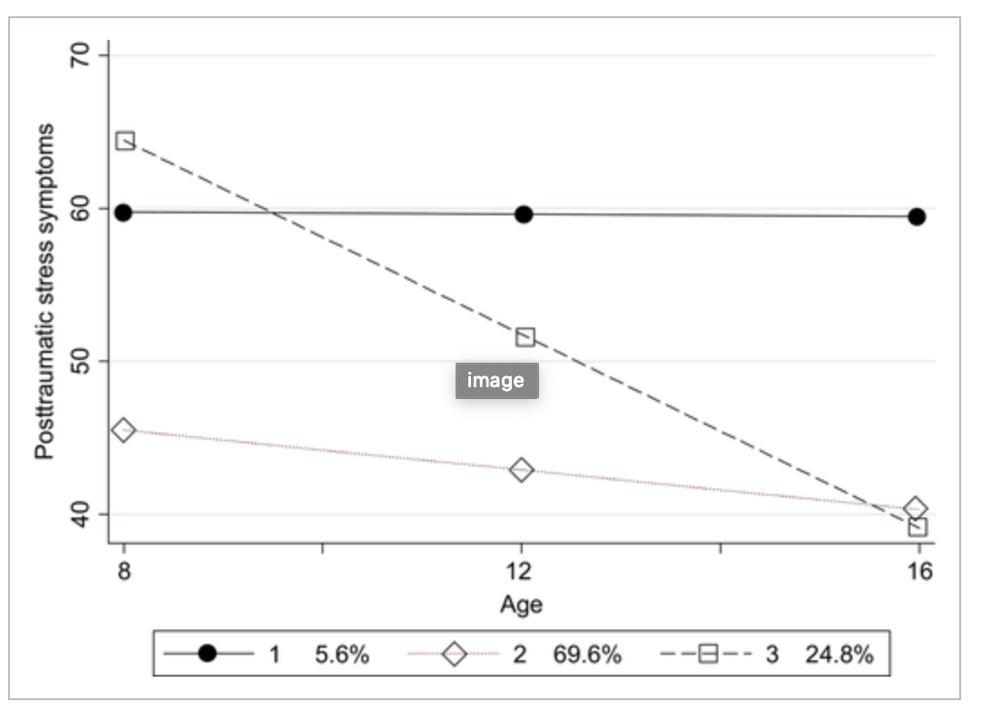 70
60
50
40
Posttraumatic stress symptoms
image
8 12 16
Age
1 5.6% 2 69.6% 3 24.8%